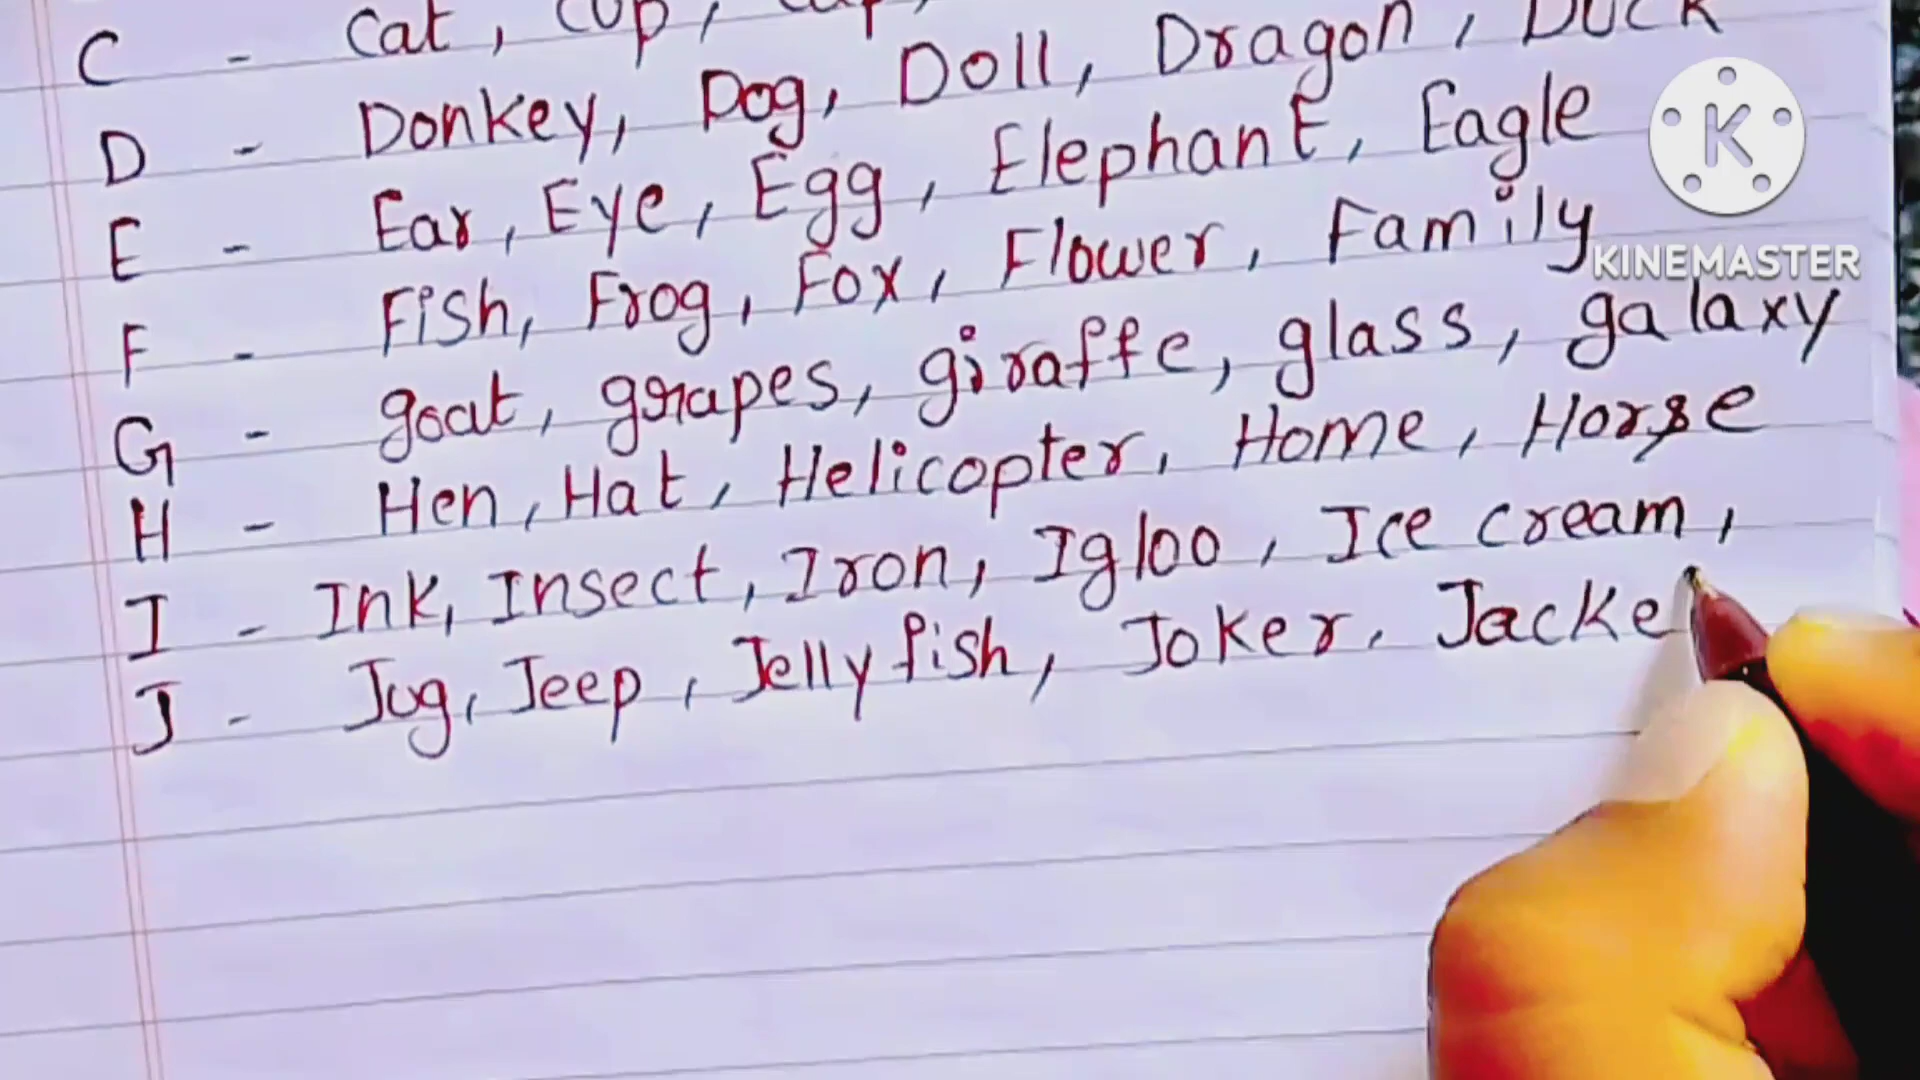 C - Cat, Cup, Cap,
D - Donkey, Dog, Doll, Dragon, Duck
E - Ear, Eye, Egg, Elephant, Eagle
F - Fish, Frog, Fox, Flower, Family
G - goat, grapes, giraffe, glass, galaxy
H - Hen, Hat, Helicopter, Home, Horse
I - Ink, Insect, Iron, Igloo, Ice cream,
J - Jug, Jeep, Jelly fish, Joker, Jacke
K
KINEMASTER